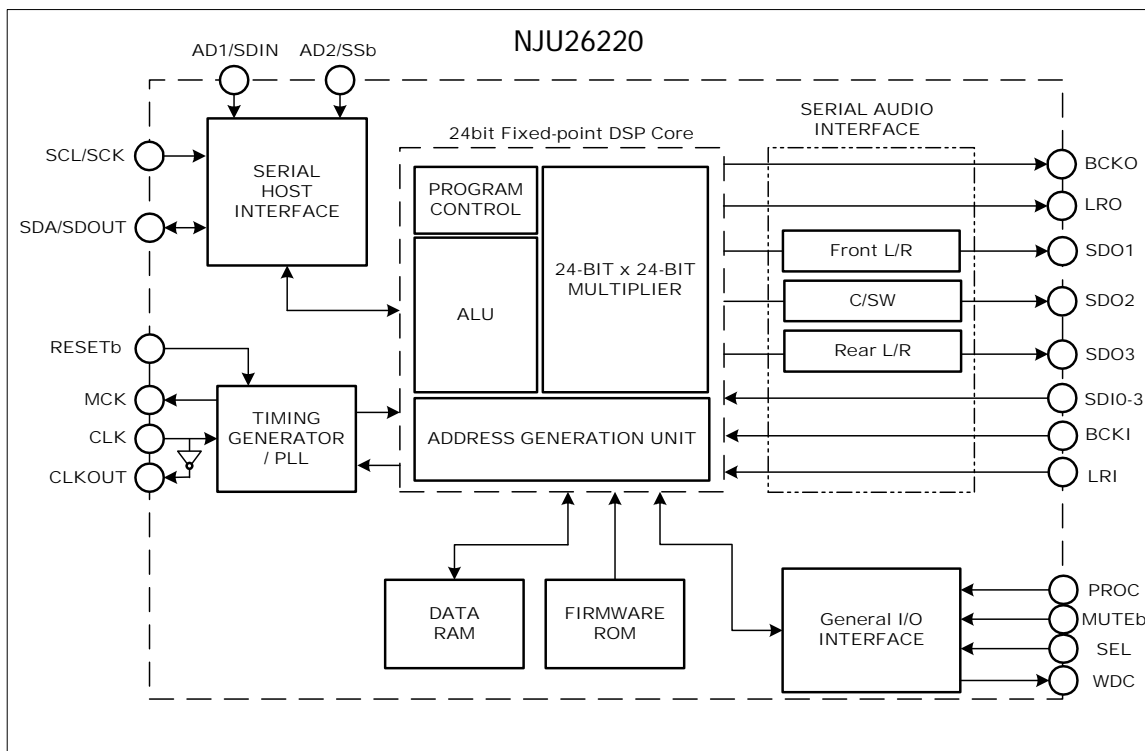 NJU26220
AD1/SDIN
AD2/SSb
SCL/SCK
SDA/SDOUT
SERIAL
HOST
INTERFACE
24bit Fixed-point DSP Core
PROGRAM
CONTROL
ALU
24-BIT x 24-BIT
MULTIPLIER
ADDRESS GENERATION UNIT
SERIAL AUDIO
INTERFACE
Front L/R
C/SW
Rear L/R
BCKO
LRO
SDO1
SDO2
SDO3
SDI0-3
BCKI
LRI
RESETb
MCK
CLK
CLKOUT
TIMING
GENERATOR
/ PLL
DATA
RAM
FIRMWARE
ROM
General I/O
INTERFACE
PROC
MUTEb
SEL
WDC